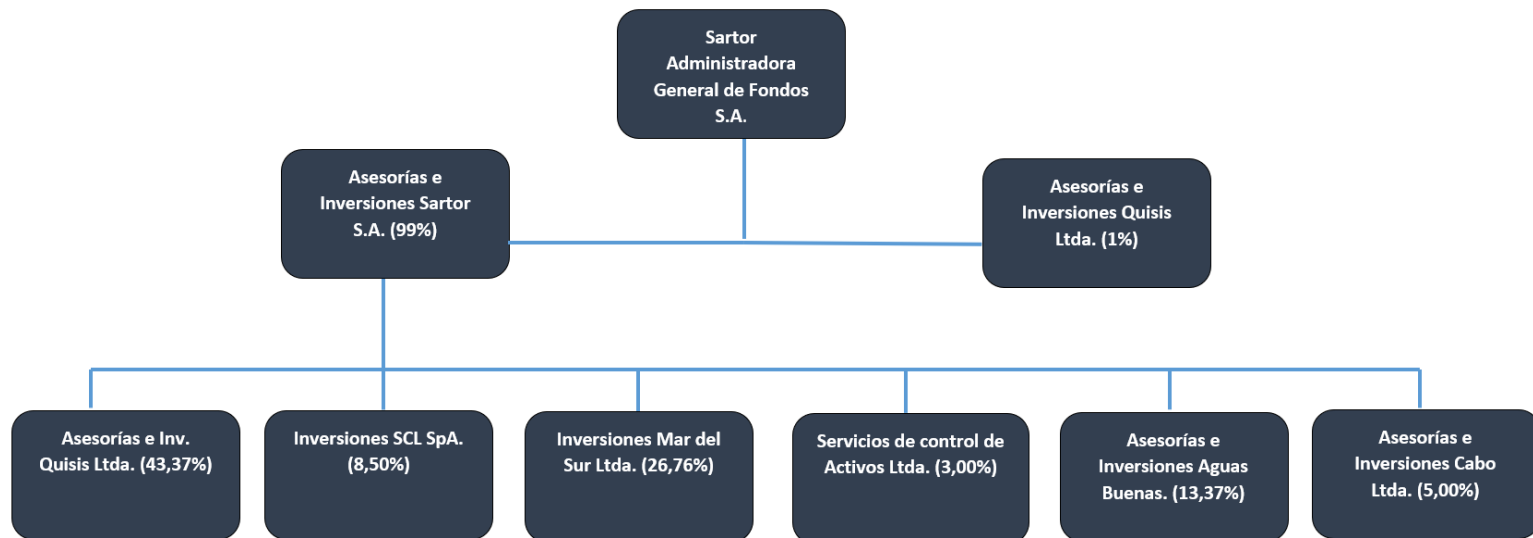 Sartor
Administradora
General de Fondos
S.A.
Asesorías e
Inversiones Sartor
S.A. (99%)
Asesorías e
Inversiones Quisis
Ltda. (1%)
Asesorías e Inv.
Quisis Ltda. (43,37%)
Inversiones SCL SpA.
(8,50%)
Inversiones Mar del
Sur Ltda. (26,76%)
Servicios de control de
Activos Ltda. (3,00%)
Asesorías e
Inversiones Aguas
Buenas. (13,37%)
Asesorías e
Inversiones Cabo
Ltda. (5,00%)